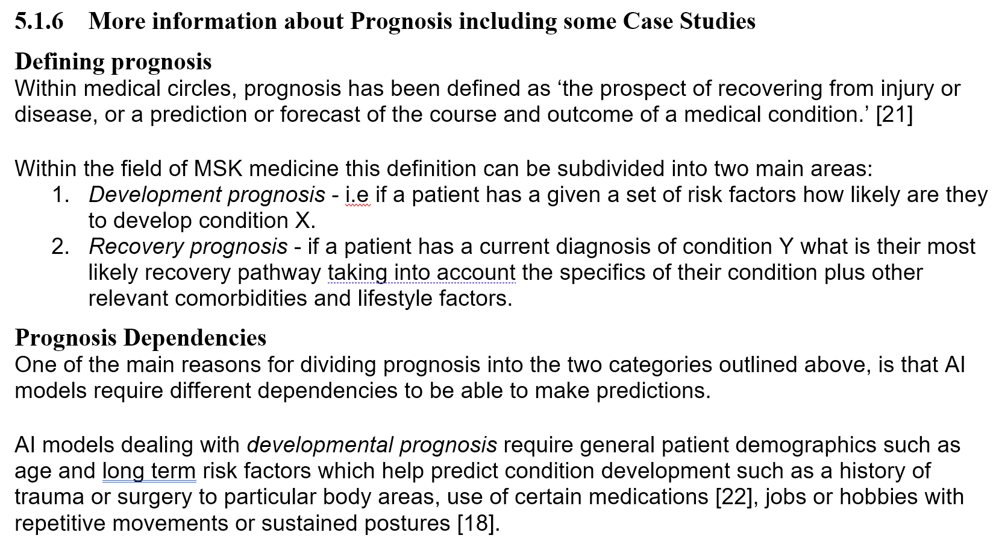 5.1.6 More information about Prognosis including some Case Studies
Defining prognosis
Within medical circles, prognosis has been defined as ‘the prospect of recovering from injury or
disease, or a prediction or forecast of the course and outcome of a medical condition.’ [21]
Within the field of MSK medicine this definition can be subdivided into two main areas:
1. Development prognosis - i.e if a patient has a given a set of risk factors how likely are they
to develop condition X.
2. Recovery prognosis - if a patient has a current diagnosis of condition Y what is their most
likely recovery pathway taking into account the specifics of their condition plus other
relevant comorbidities and lifestyle factors.
Prognosis Dependencies
One of the main reasons for dividing prognosis into the two categories outlined above, is that AI
models require different dependencies to be able to make predictions.
AI models dealing with developmental prognosis require general patient demographics such as
age and long term risk factors which help predict condition development such as a history of
trauma or surgery to particular body areas, use of certain medications [22], jobs or hobbies with
repetitive movements or sustained postures [18].